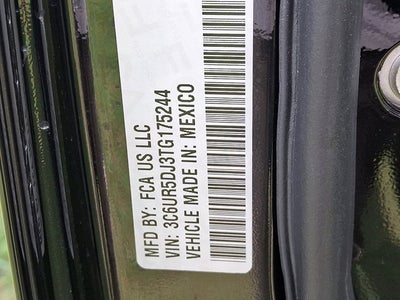 MFD BY: FCA US LLC
VIN: 3C6UR5DJ3TG175244
VEHICLE MADE IN: MEXICO